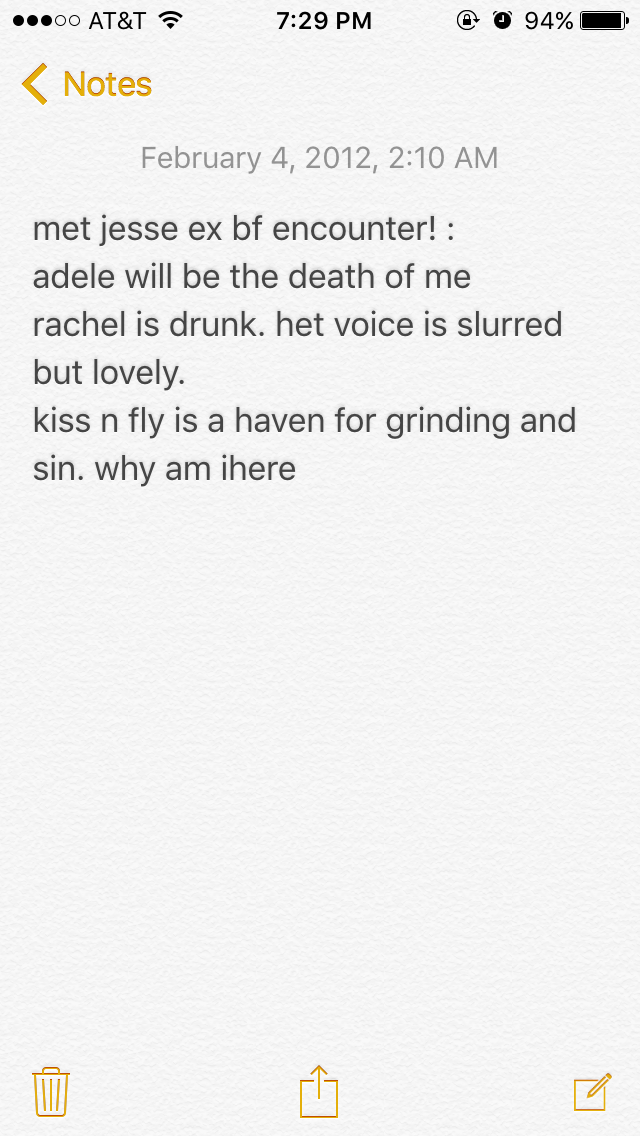 AT&T 7:29 PM 94%
Notes
February 4, 2012, 2:10 AM
met jesse ex bf encounter! :
adele will be the death of me
rachel is drunk. het voice is slurred
but lovely.
kiss n fly is a haven for grinding and
sin. why am ihere